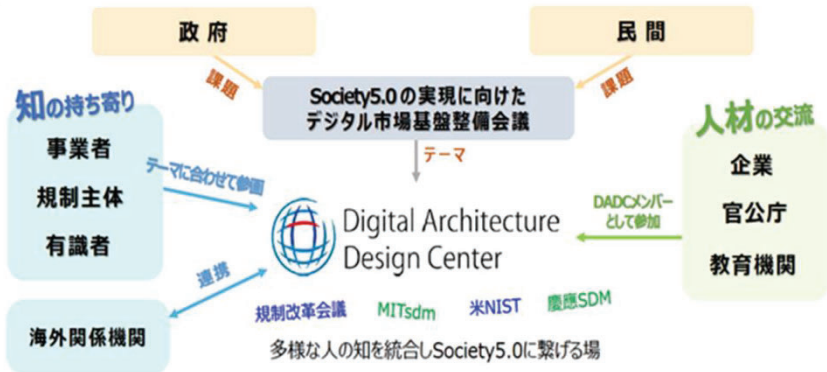 政府
民間
課題
課題
Society5.0の実現に向けた
デジタル市場基盤整備会議
知の持ち寄り
事業者
規制主体
有識者
テーマに合わせて参画
テーマ
人材の交流
企業
官公庁
教育機関
DADCメンバー
として参加
Digital Architecture
Design Center
連携
海外関係機関
規制改革会議 MITsdm 米NIST 慶應SDM
多様な人の知を統合しSociety5.0に繋げる場